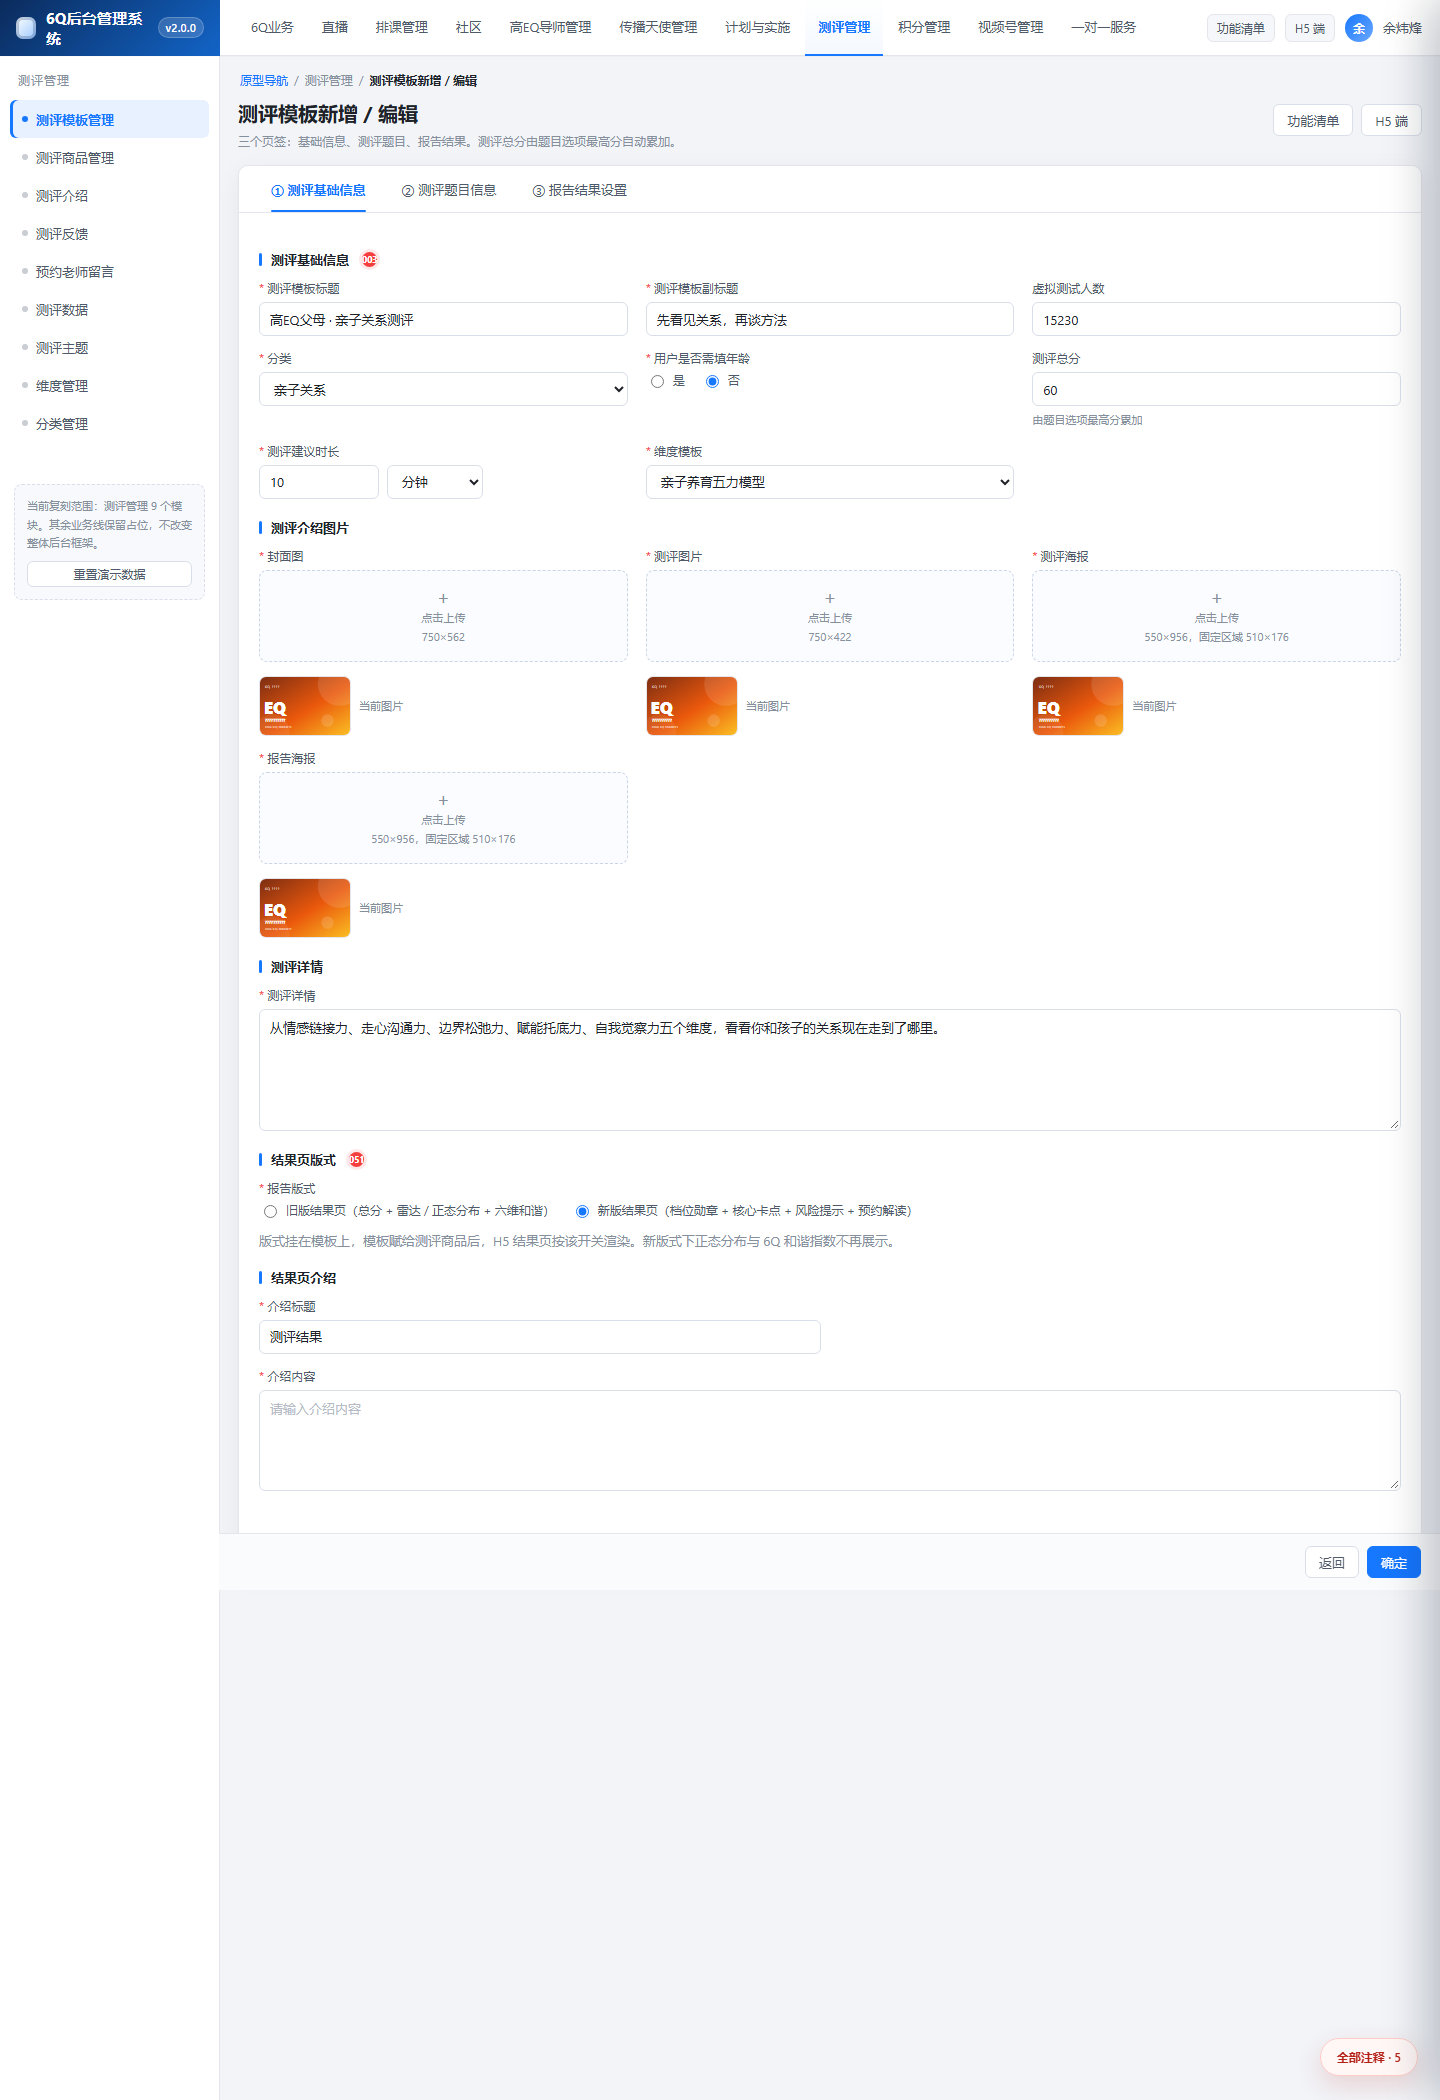 6Q后台管理系统 v2.0.0
6Q业务 直播 排课管理 社区 高EQ导师管理 传播天使管理 计划与实施 测评管理 积分管理 视频号管理 一对一服务
功能清单 H5 端 余 余炜烽
测评管理
测评模板管理
测评商品管理
测评介绍
测评反馈
预约老师留言
测评数据
测评主题
维度管理
分类管理
当前复刻范围：测评管理 9 个模块。其余业务线保留占位，不改变整体后台框架。
重置演示数据
原型导航 / 测评管理 / 测评模板新增 / 编辑
测评模板新增 / 编辑
三个页签：基础信息、测评题目、报告结果。测评总分由题目选项最高分自动累加。
功能清单 H5 端
① 测评基础信息 ② 测评题目信息 ③ 报告结果设置
测评基础信息 003
* 测评模板标题 * 测评模板副标题 虚拟测试人数
高EQ父母 · 亲子关系测评 先看见关系，再谈方法 15230
* 分类 * 用户是否需填年龄 测评总分
亲子关系 是 否 60
由题目选项最高分累加
* 测评建议时长 * 维度模板
10 分钟 亲子养育五力模型
测评介绍图片
* 封面图 * 测评图片 * 测评海报
+ + +
点击上传 点击上传 点击上传
750×562 750×422 550×956，固定区域 510×176
EQ 当前图片 EQ 当前图片 EQ 当前图片
* 报告海报
+
点击上传
550×956，固定区域 510×176
EQ 当前图片
测评详情
* 测评详情
从情感链接力、走心沟通力、边界松弛力、赋能托底力、自我觉察力五个维度，看看你和孩子的关系现在走到了哪里。
结果页版式 051
* 报告版式
旧版结果页（总分 + 雷达 / 正态分布 + 六维和谐） 新版结果页（档位勋章 + 核心卡点 + 风险提示 + 预约解读）
版式挂在模板上，模板赋给测评商品后，H5 结果页按该开关渲染。新版式下正态分布与 6Q 和谐指数不再展示。
结果页介绍
* 介绍标题
测评结果
* 介绍内容
请输入介绍内容
返回 确定
全部注释 · 5